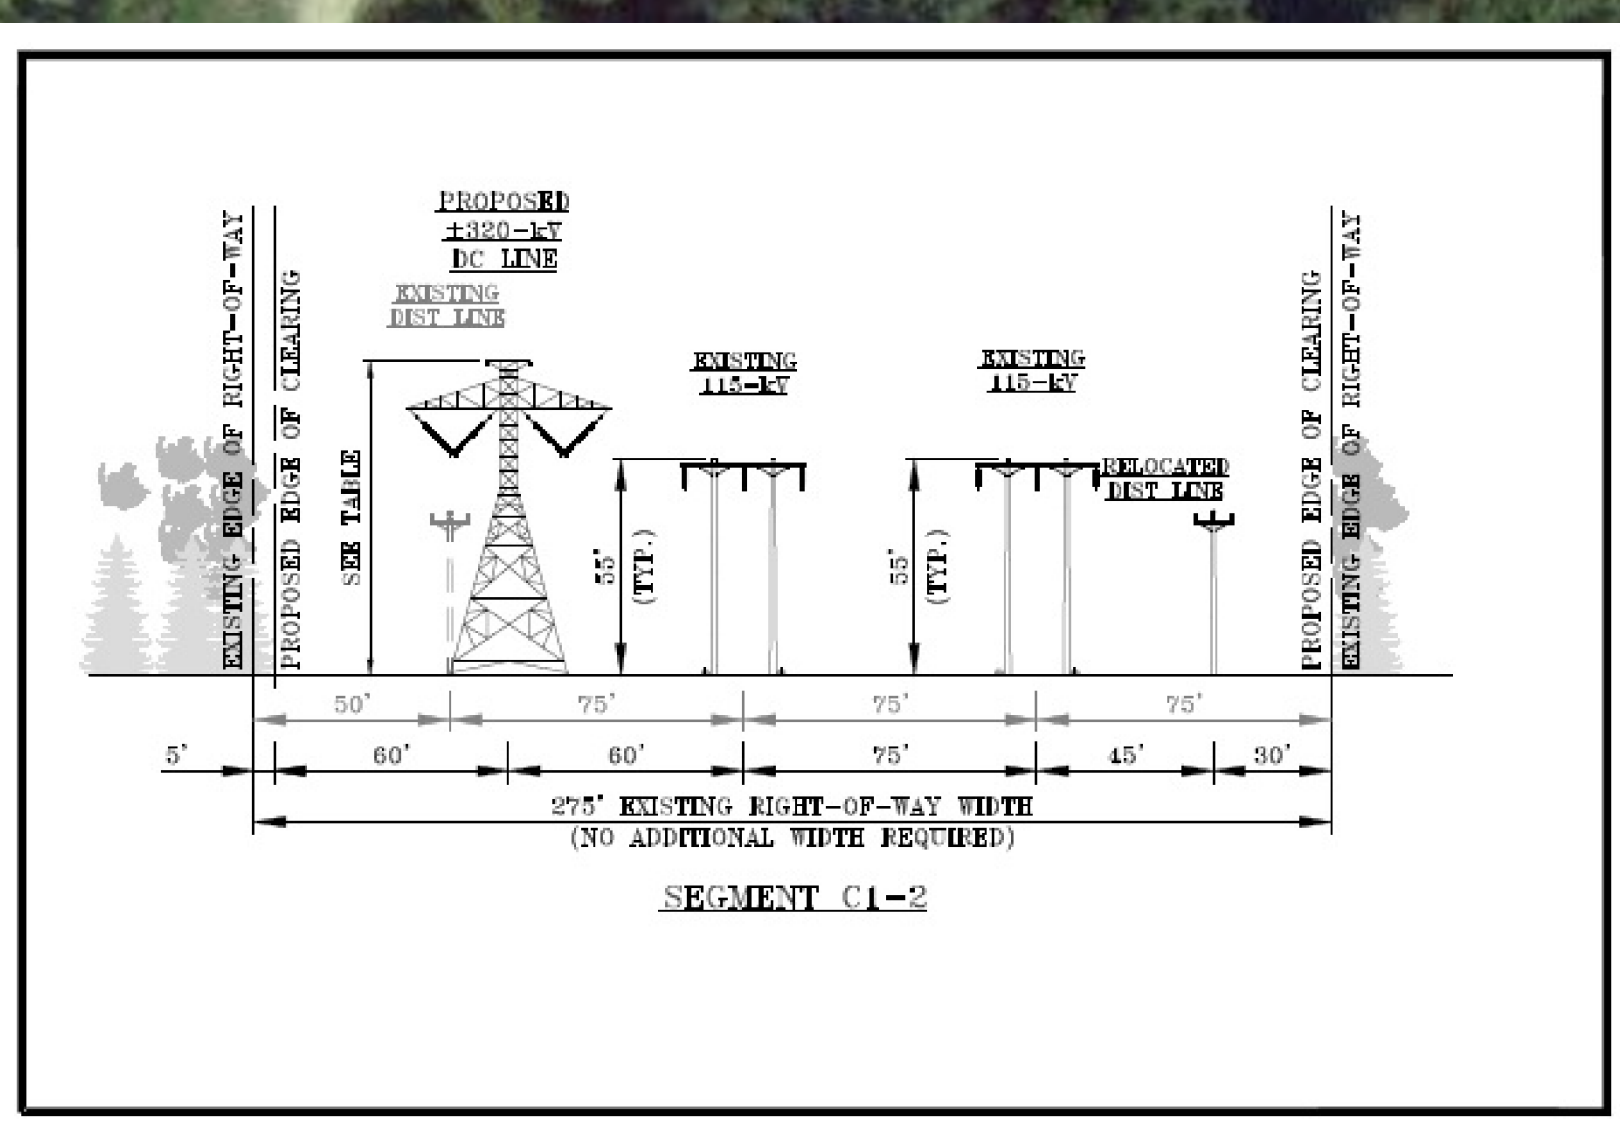 PROPOSED
±320-kV
DC LINE
EXISTING
DIST LINE
EXISTING
115-kV
EXISTING
115-kV
RELOCATED
DIST LINE
EXISTING EDGE OF RIGHT-OF-WAY
PROPOSED EDGE OF CLEARING
SEE TABLE
55'
(TYP.)
55'
(TYP.)
PROPOSED EDGE OF CLEARING
EXISTING EDGE OF RIGHT-OF-WAY
50' 75' 75' 75'
5' 60' 60' 75' 45' 30'
275' EXISTING RIGHT-OF-WAY WIDTH
(NO ADDITIONAL WIDTH REQUIRED)
SEGMENT C1-2